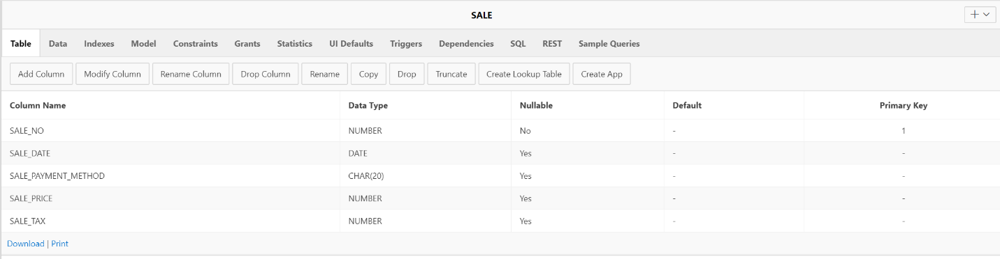 SALE
Table Data Indexes Model Constraints Grants Statistics UI Defaults Triggers Dependencies SQL REST Sample Queries
Add Column Modify Column Rename Column Drop Column Rename Copy Drop Truncate Create Lookup Table Create App
Column Name Data Type Nullable Default Primary Key
SALE_NO NUMBER No - 1
SALE_DATE DATE Yes - -
SALE_PAYMENT_METHOD CHAR(20) Yes - -
SALE_PRICE NUMBER Yes - -
SALE_TAX NUMBER Yes - -
Download | Print